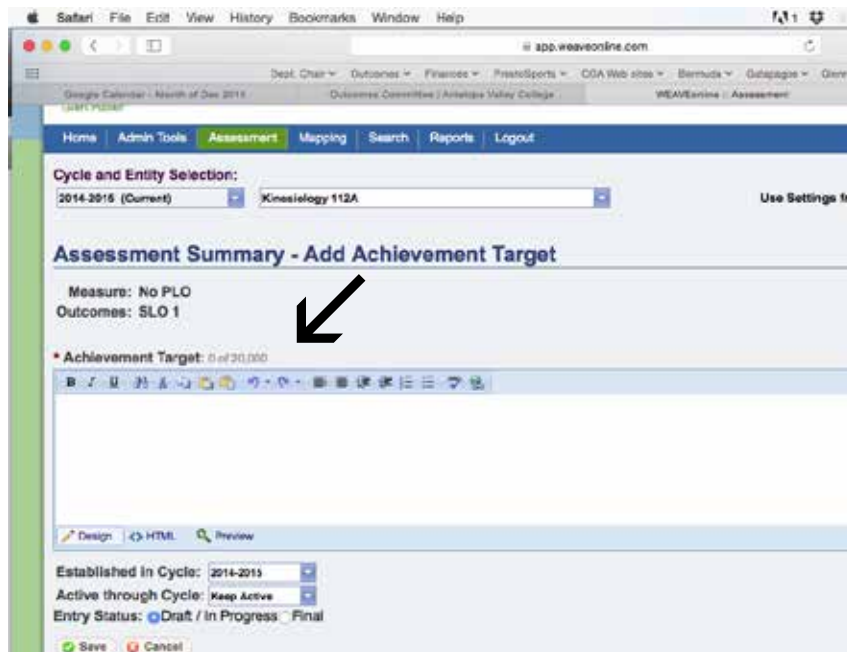 Safari File Edit View History Bookmarks Window Help 1
app.weaveonline.com
Dept. Chair Outcomes Finances PrestoSports COA Web sites Bermuda Galapagos
Google Calendar - Month of Dec 2015 Outcomes Committee | Antelope Valley College WEAVEonline :: Assessment
Home Admin Tools Assessment Mapping Search Reports Logout
Cycle and Entity Selection:
2014-2015 (Current) Kinesiology 112A Use Settings f
Assessment Summary - Add Achievement Target
Measure: No PLO
Outcomes: SLO 1
* Achievement Target: 0 of 20,000
B I U
Design <> HTML Preview
Established in Cycle: 2014-2015
Active through Cycle: Keep Active
Entry Status: Draft / In Progress Final
Save Cancel